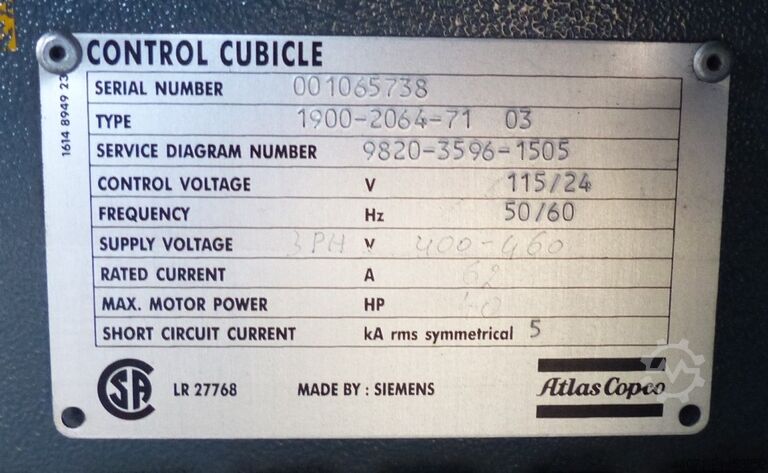 CONTROL CUBICLE
SERIAL NUMBER 001065738
TYPE 1900-2064-71 03
SERVICE DIAGRAM NUMBER 9820-3596-1505
CONTROL VOLTAGE V 115/24
FREQUENCY Hz 50/60
SUPPLY VOLTAGE 3PH V 400-460
RATED CURRENT A 62
MAX. MOTOR POWER HP
SHORT CIRCUIT CURRENT kA rms symmetrical 5
SA LR 27768 MADE BY : SIEMENS Atlas Copco
1614 8949 23